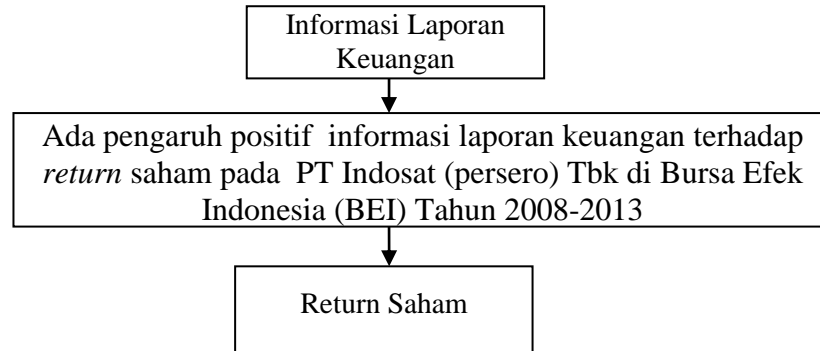 Informasi Laporan
Keuangan
Ada pengaruh positif informasi laporan keuangan terhadap
return saham pada PT Indosat (persero) Tbk di Bursa Efek
Indonesia (BEI) Tahun 2008-2013
Return Saham